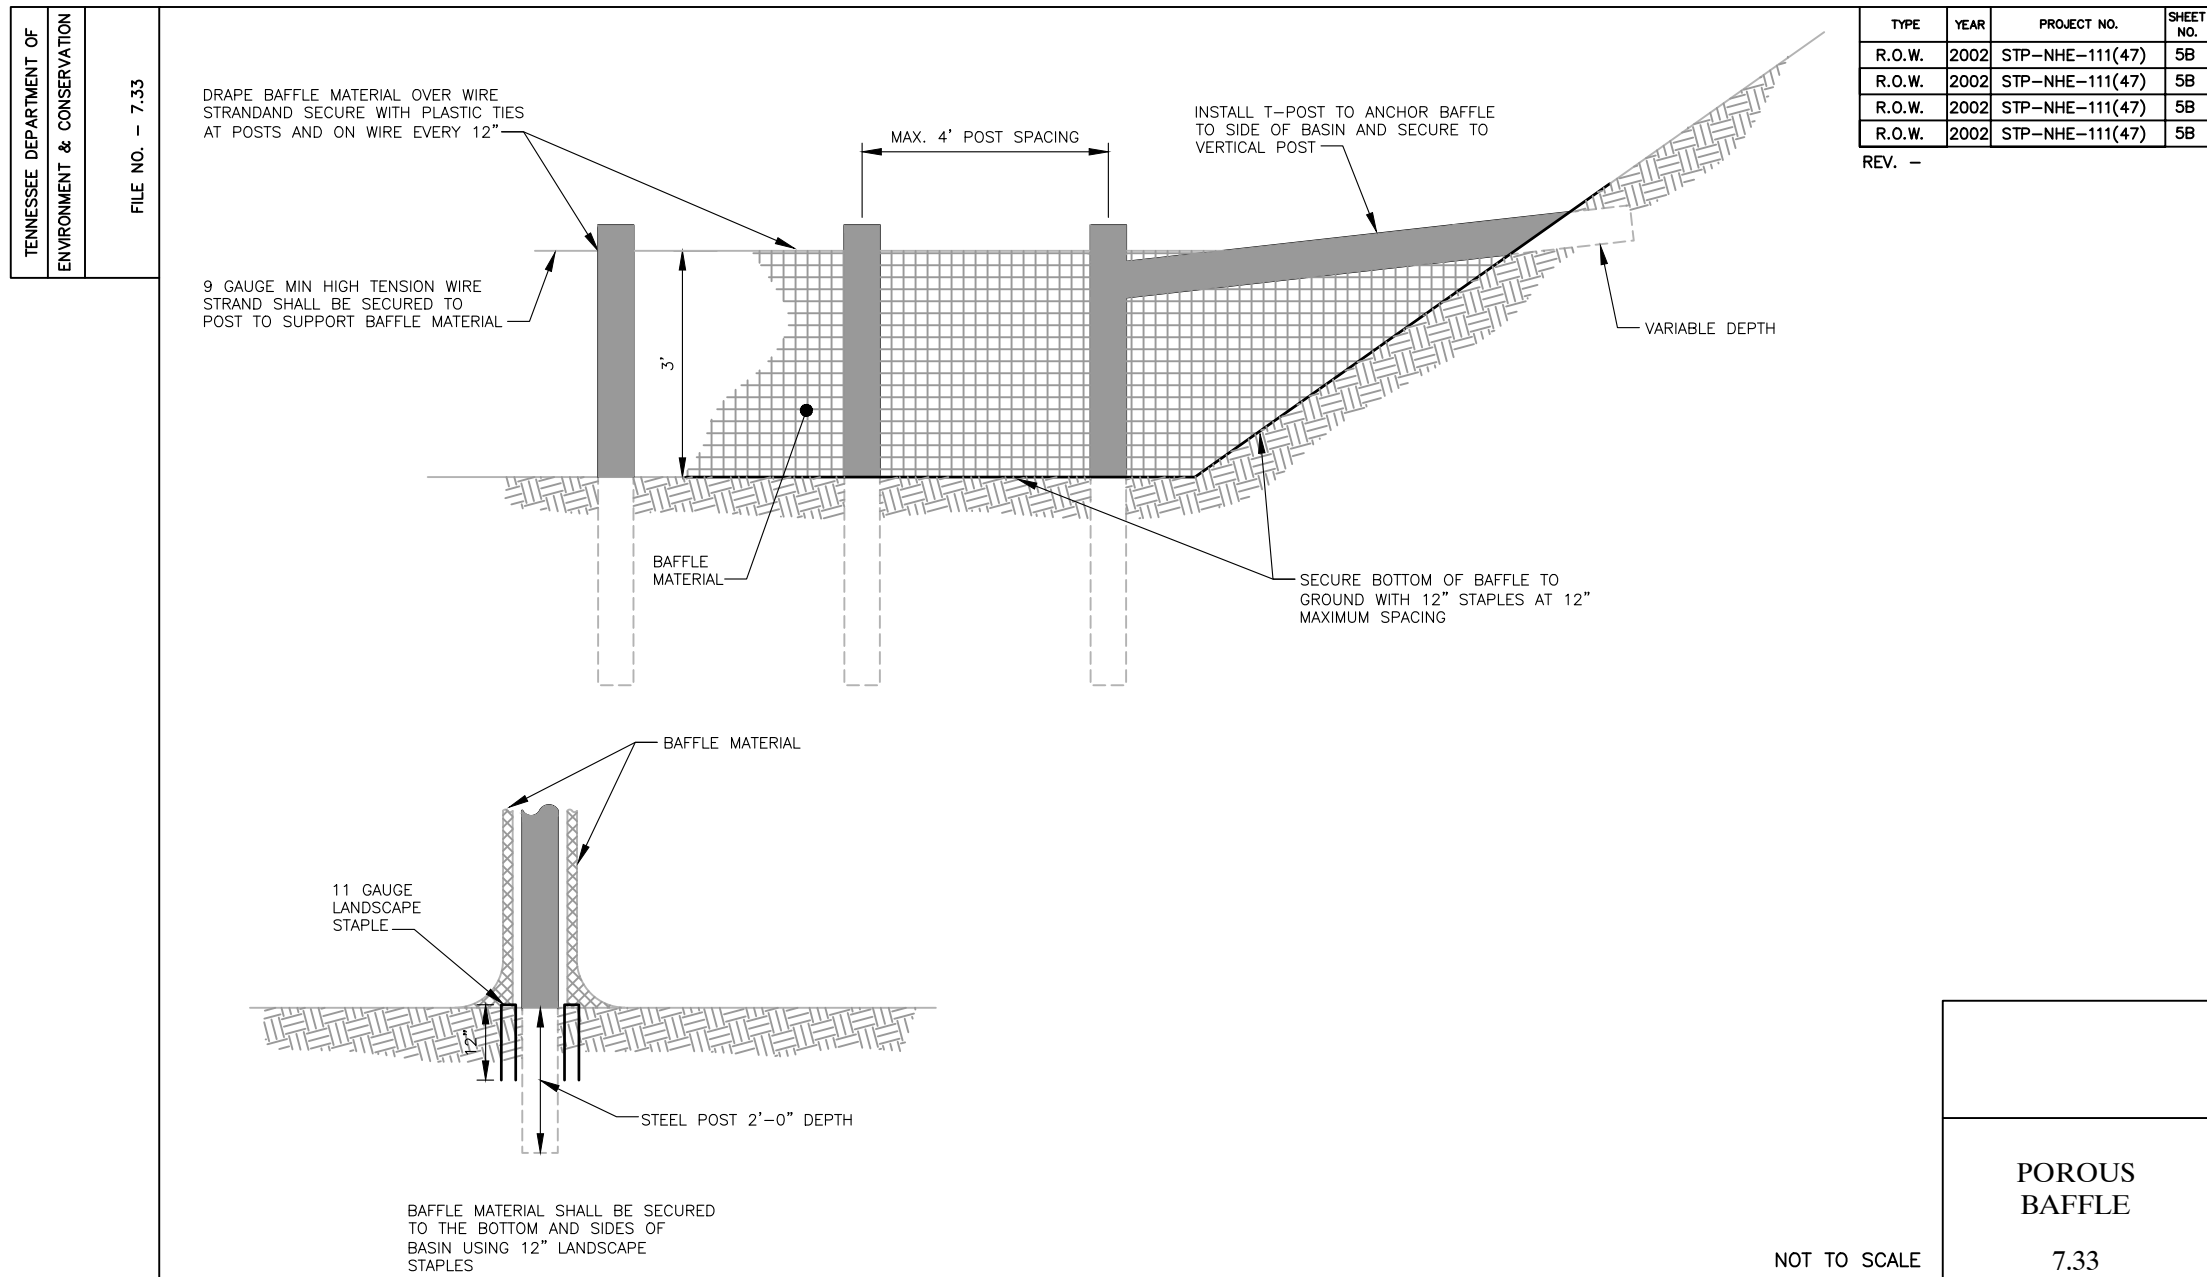 TENNESSEE DEPARTMENT OF
ENVIRONMENT & CONSERVATION
FILE NO. - 7.33
TYPE YEAR PROJECT NO. SHEET NO.
R.O.W. 2002 STP-NHE-111(47) 5B
R.O.W. 2002 STP-NHE-111(47) 5B
R.O.W. 2002 STP-NHE-111(47) 5B
R.O.W. 2002 STP-NHE-111(47) 5B
REV. -
DRAPE BAFFLE MATERIAL OVER WIRE
STRANDAND SECURE WITH PLASTIC TIES
AT POSTS AND ON WIRE EVERY 12"
MAX. 4' POST SPACING
INSTALL T-POST TO ANCHOR BAFFLE
TO SIDE OF BASIN AND SECURE TO
VERTICAL POST
9 GAUGE MIN HIGH TENSION WIRE
STRAND SHALL BE SECURED TO
POST TO SUPPORT BAFFLE MATERIAL
3'
VARIABLE DEPTH
BAFFLE
MATERIAL
SECURE BOTTOM OF BAFFLE TO
GROUND WITH 12" STAPLES AT 12"
MAXIMUM SPACING
BAFFLE MATERIAL
11 GAUGE
LANDSCAPE
STAPLE
12"
STEEL POST 2'-0" DEPTH
BAFFLE MATERIAL SHALL BE SECURED
TO THE BOTTOM AND SIDES OF
BASIN USING 12" LANDSCAPE
STAPLES
NOT TO SCALE
POROUS
BAFFLE
7.33